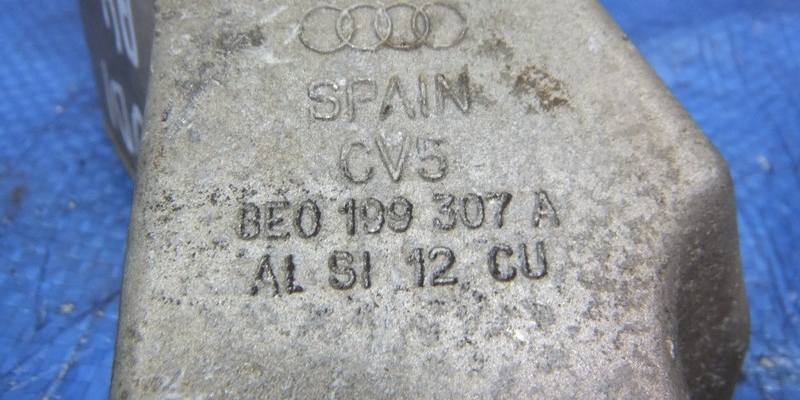 SPAIN
CV5
8E0 199 307 A
AL SI 12 CU